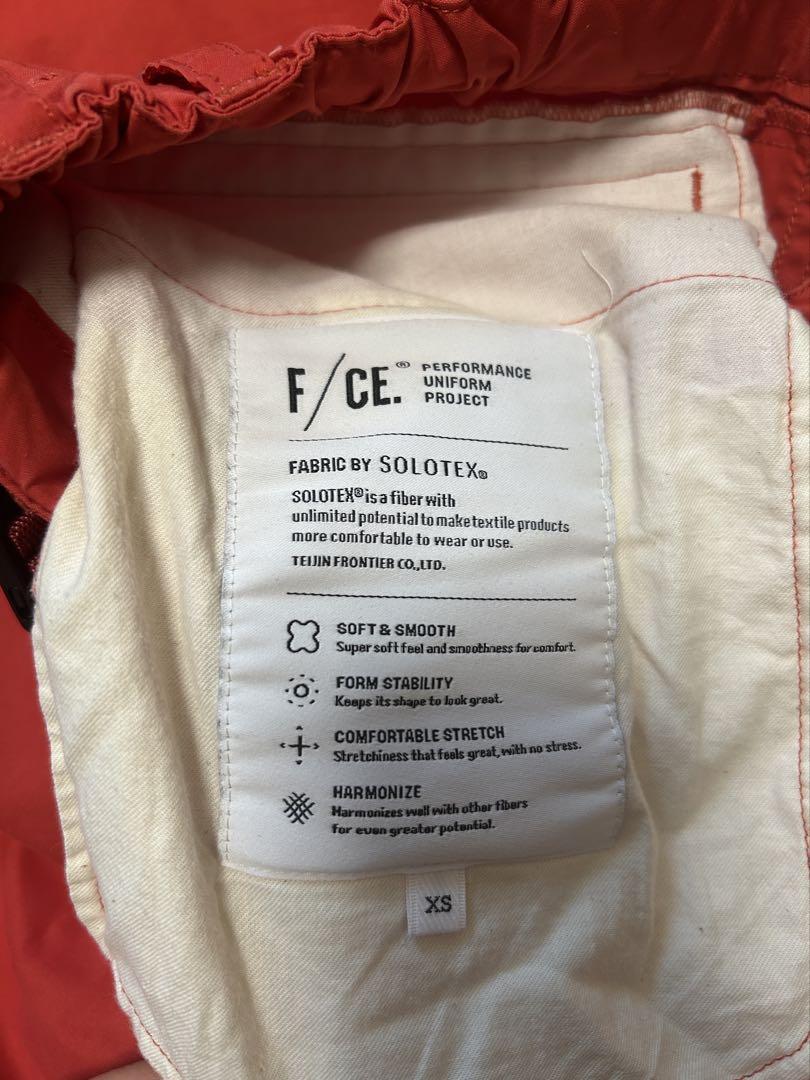 F/CE.®
PERFORMANCE
UNIFORM
PROJECT
FABRIC BY SOLOTEX®
SOLOTEX® is a fiber with
unlimited potential to make textile products
more comfortable to wear or use.
TEIJIN FRONTIER CO.,LTD.
SOFT & SMOOTH
Super soft feel and smoothness for comfort.
FORM STABILITY
Keeps its shape to look great.
COMFORTABLE STRETCH
Stretchiness that feels great, with no stress.
HARMONIZE
Harmonizes well with other fibers
for even greater potential.
XS